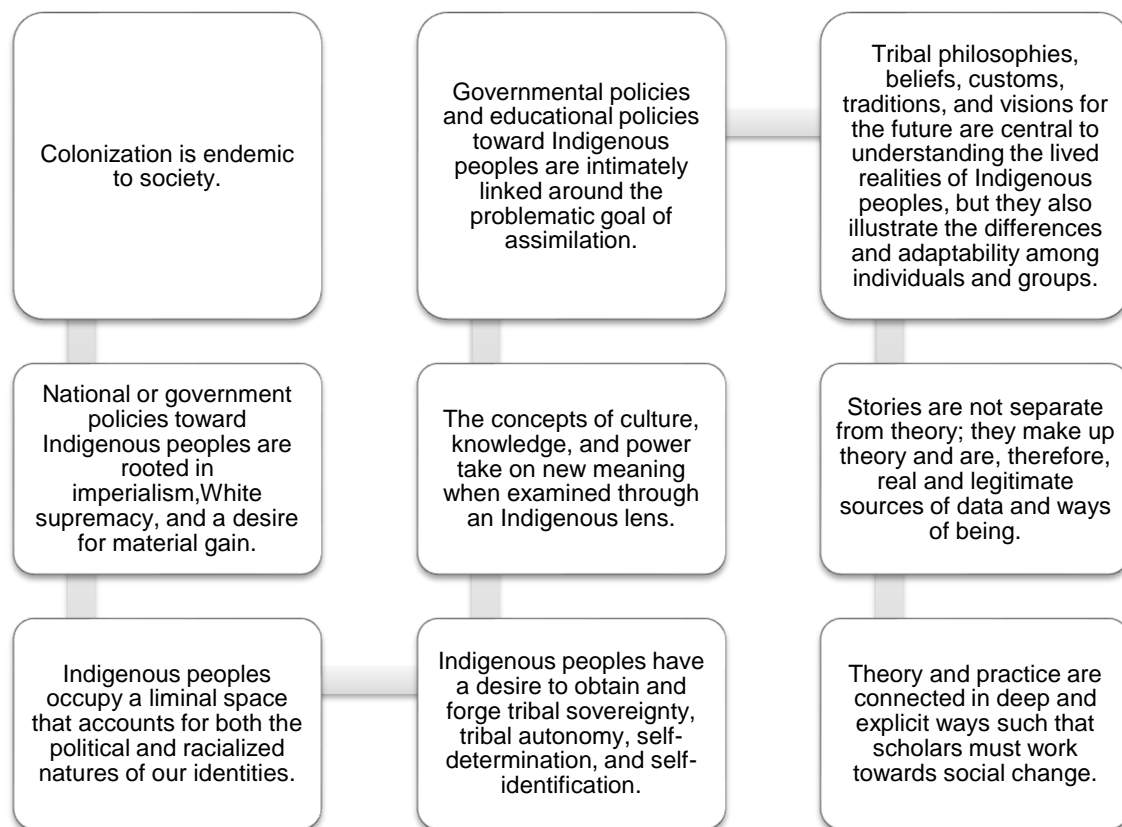 Colonization is endemic
to society.
National or government
policies toward
Indigenous peoples are
rooted in
imperialism,White
supremacy, and a desire
for material gain.
Indigenous peoples
occupy a liminal space
that accounts for both the
political and racialized
natures of our identities.
Indigenous peoples have
a desire to obtain and
forge tribal sovereignty,
tribal autonomy, self-
determination, and self-
identification.
The concepts of culture,
knowledge, and power
take on new meaning
when examined through
an Indigenous lens.
Governmental policies
and educational policies
toward Indigenous
peoples are intimately
linked around the
problematic goal of
assimilation.
Tribal philosophies,
beliefs, customs,
traditions, and visions for
the future are central to
understanding the lived
realities of Indigenous
peoples, but they also
illustrate the differences
and adaptability among
individuals and groups.
Stories are not separate
from theory; they make up
theory and are, therefore,
real and legitimate
sources of data and ways
of being.
Theory and practice are
connected in deep and
explicit ways such that
scholars must work
towards social change.